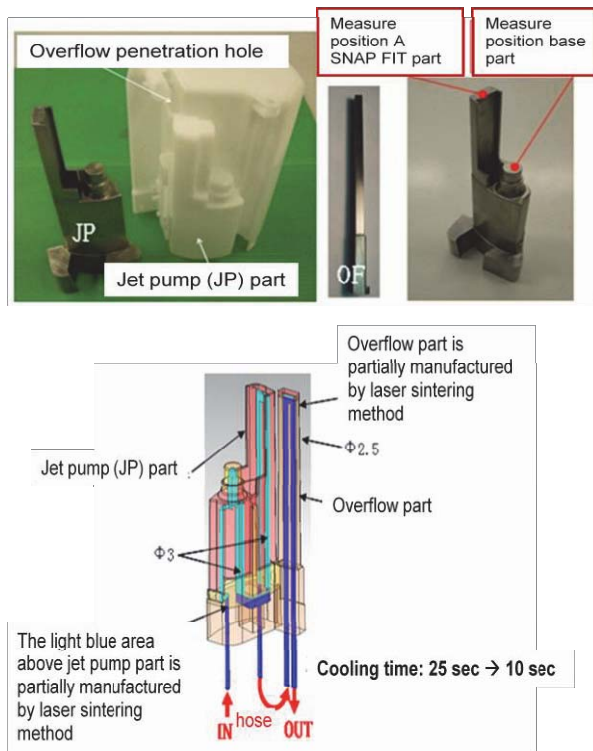 Overflow penetration hole
Measure
position A
SNAP FIT part
Measure
position base
part
JP
OF
Jet pump (JP) part
Overflow part is
partially manufactured
by laser sintering
method
Φ2.5
Jet pump (JP) part
Overflow part
Φ3
The light blue area
above jet pump part is
partially manufactured
by laser sintering
method
Cooling time: 25 sec → 10 sec
IN hose OUT